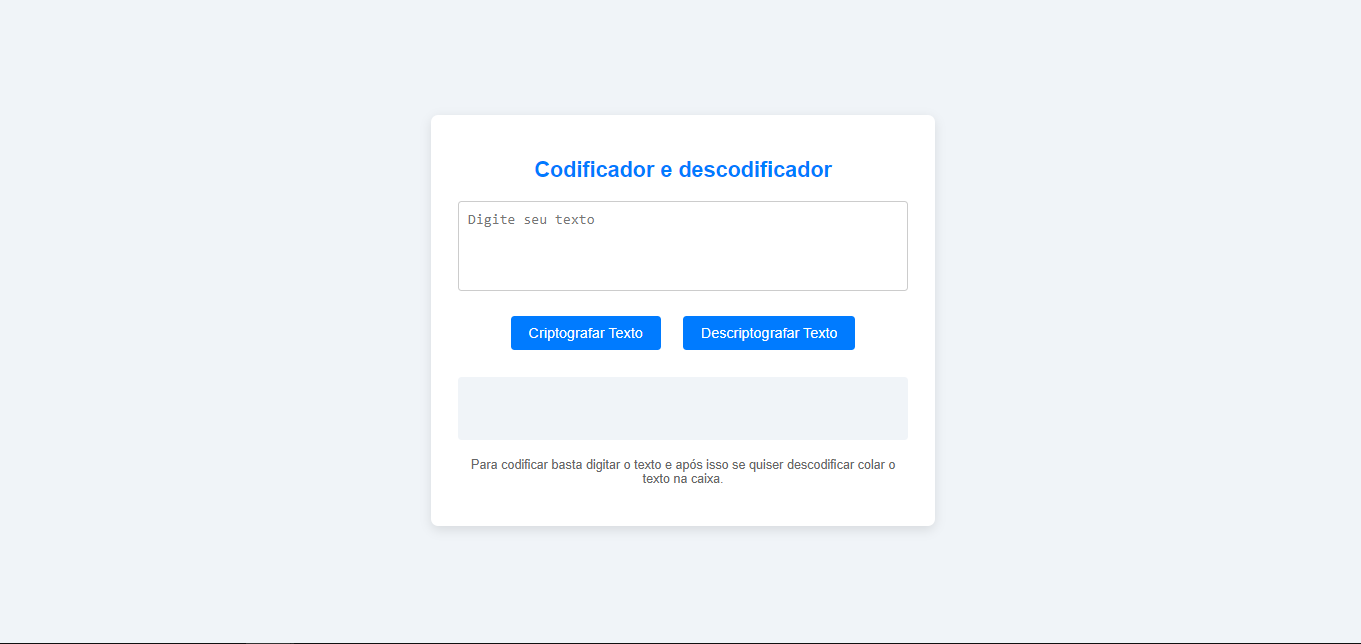 Codificador e descodificador
Digite seu texto
Criptografar Texto
Descriptografar Texto
Para codificar basta digitar o texto e após isso se quiser descodificar colar o
texto na caixa.